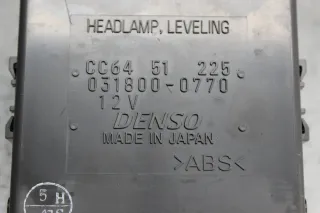 HEADLAMP, LEVELING
CC64 51 225
031800-0770
12V
DENSO
MADE IN JAPAN
>ABS<
5 H